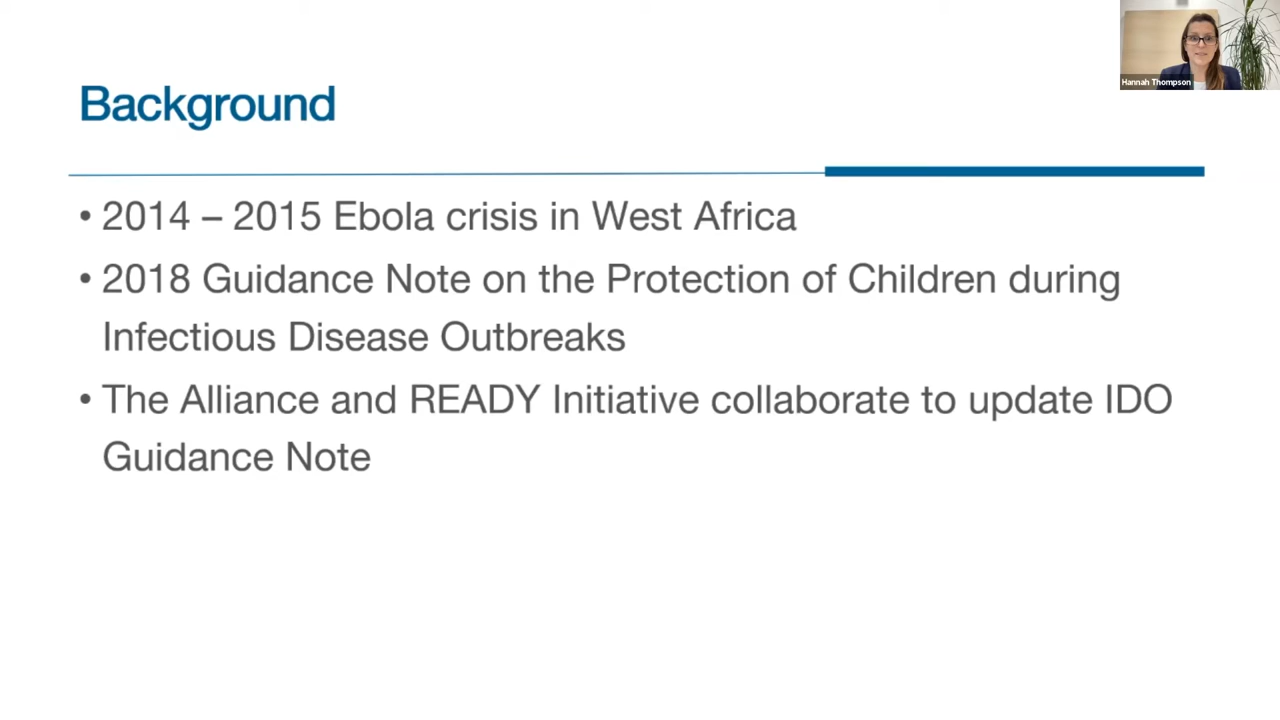 Hannah Thompson
Background
• 2014 – 2015 Ebola crisis in West Africa
• 2018 Guidance Note on the Protection of Children during
Infectious Disease Outbreaks
• The Alliance and READY Initiative collaborate to update IDO
Guidance Note